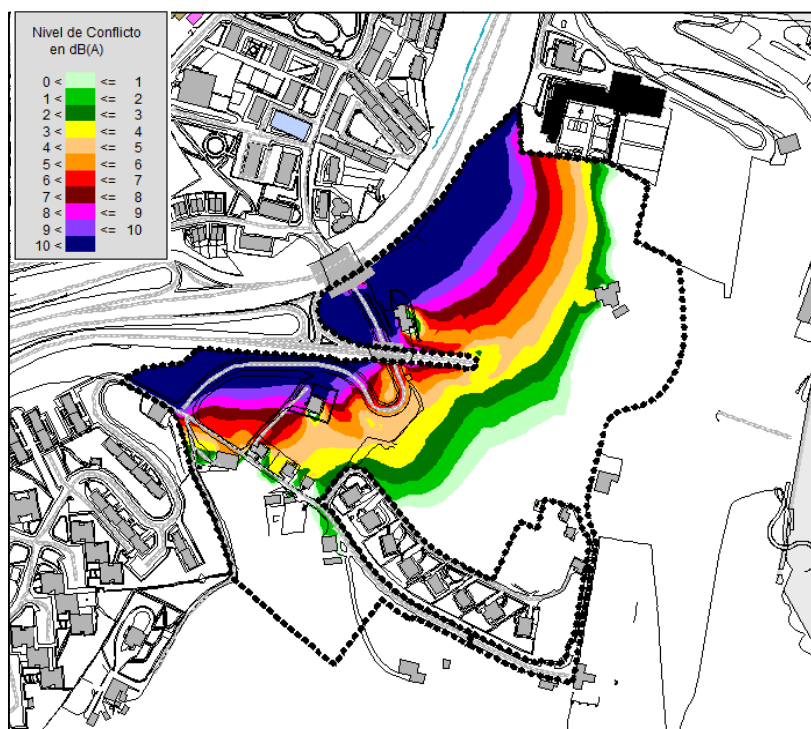 Nivel de Conflicto
en dB(A)
0 < <= 1
1 < <= 2
2 < <= 3
3 < <= 4
4 < <= 5
5 < <= 6
6 < <= 7
7 < <= 8
8 < <= 9
9 < <= 10
10 <